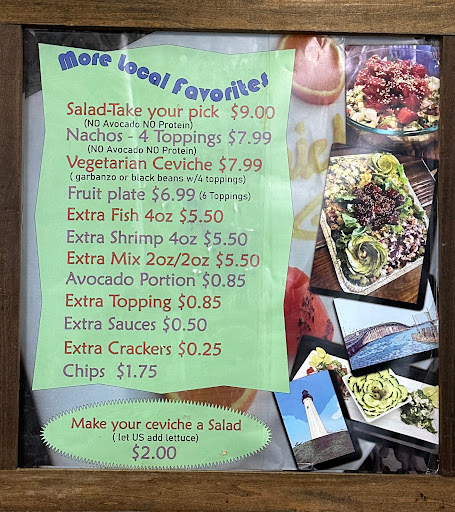 More Local Favorites
Salad-Take your pick $9.00
(NO Avocado NO Protein)
Nachos - 4 Toppings $7.99
(NO Avocado NO Protein)
Vegetarian Ceviche $7.99
( garbanzo or black beans w/4 toppings)
Fruit plate $6.99 (6 Toppings)
Extra Fish 4oz $5.50
Extra Shrimp 4oz $5.50
Extra Mix 2oz/2oz $5.50
Avocado Portion $0.85
Extra Topping $0.85
Extra Sauces $0.50
Extra Crackers $0.25
Chips $1.75
Make your ceviche a Salad
( let US add lettuce)
$2.00